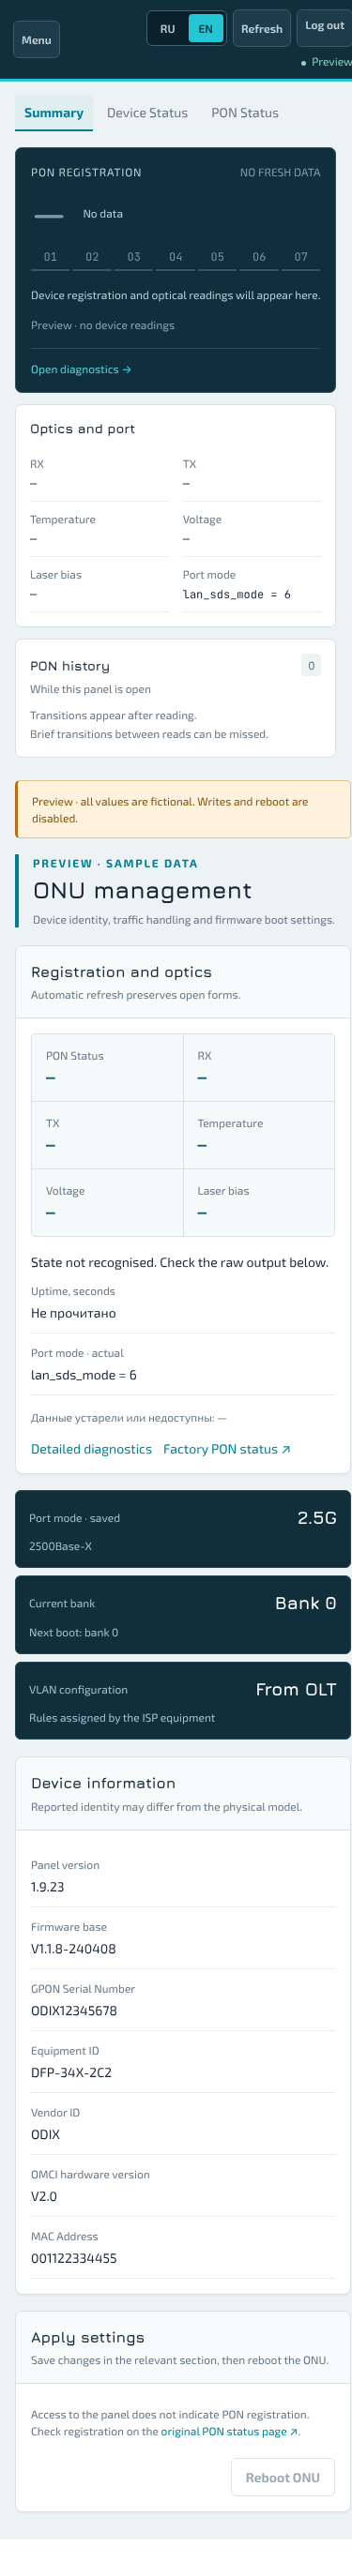 Menu
RU
EN
Refresh
Log out
Preview
Summary
Device Status
PON Status
PON REGISTRATION
NO FRESH DATA
— No data
01 02 03 04 05 06 07
Device registration and optical readings will appear here.
Preview · no device readings
Open diagnostics →
Optics and port
RX
TX
—
—
Temperature
Voltage
—
—
Laser bias
Port mode
—
lan_sds_mode = 6
PON history
0
While this panel is open
Transitions appear after reading.
Brief transitions between reads can be missed.
Preview · all values are fictional. Writes and reboot are
disabled.
PREVIEW · SAMPLE DATA
ONU management
Device identity, traffic handling and firmware boot settings.
Registration and optics
Automatic refresh preserves open forms.
PON Status
RX
—
—
TX
Temperature
—
—
Voltage
Laser bias
—
—
State not recognised. Check the raw output below.
Uptime, seconds
Не прочитано
Port mode · actual
lan_sds_mode = 6
Данные устарели или недоступны: —
Detailed diagnostics
Factory PON status ↗
Port mode · saved
2.5G
2500Base-X
Current bank
Bank 0
Next boot: bank 0
VLAN configuration
From OLT
Rules assigned by the ISP equipment
Device information
Reported identity may differ from the physical model.
Panel version
1.9.23
Firmware base
V1.1.8-240408
GPON Serial Number
ODIX12345678
Equipment ID
DFP-34X-2C2
Vendor ID
ODIX
OMCI hardware version
V2.0
MAC Address
001122334455
Apply settings
Save changes in the relevant section, then reboot the ONU.
Access to the panel does not indicate PON registration.
Check registration on the original PON status page ↗.
Reboot ONU